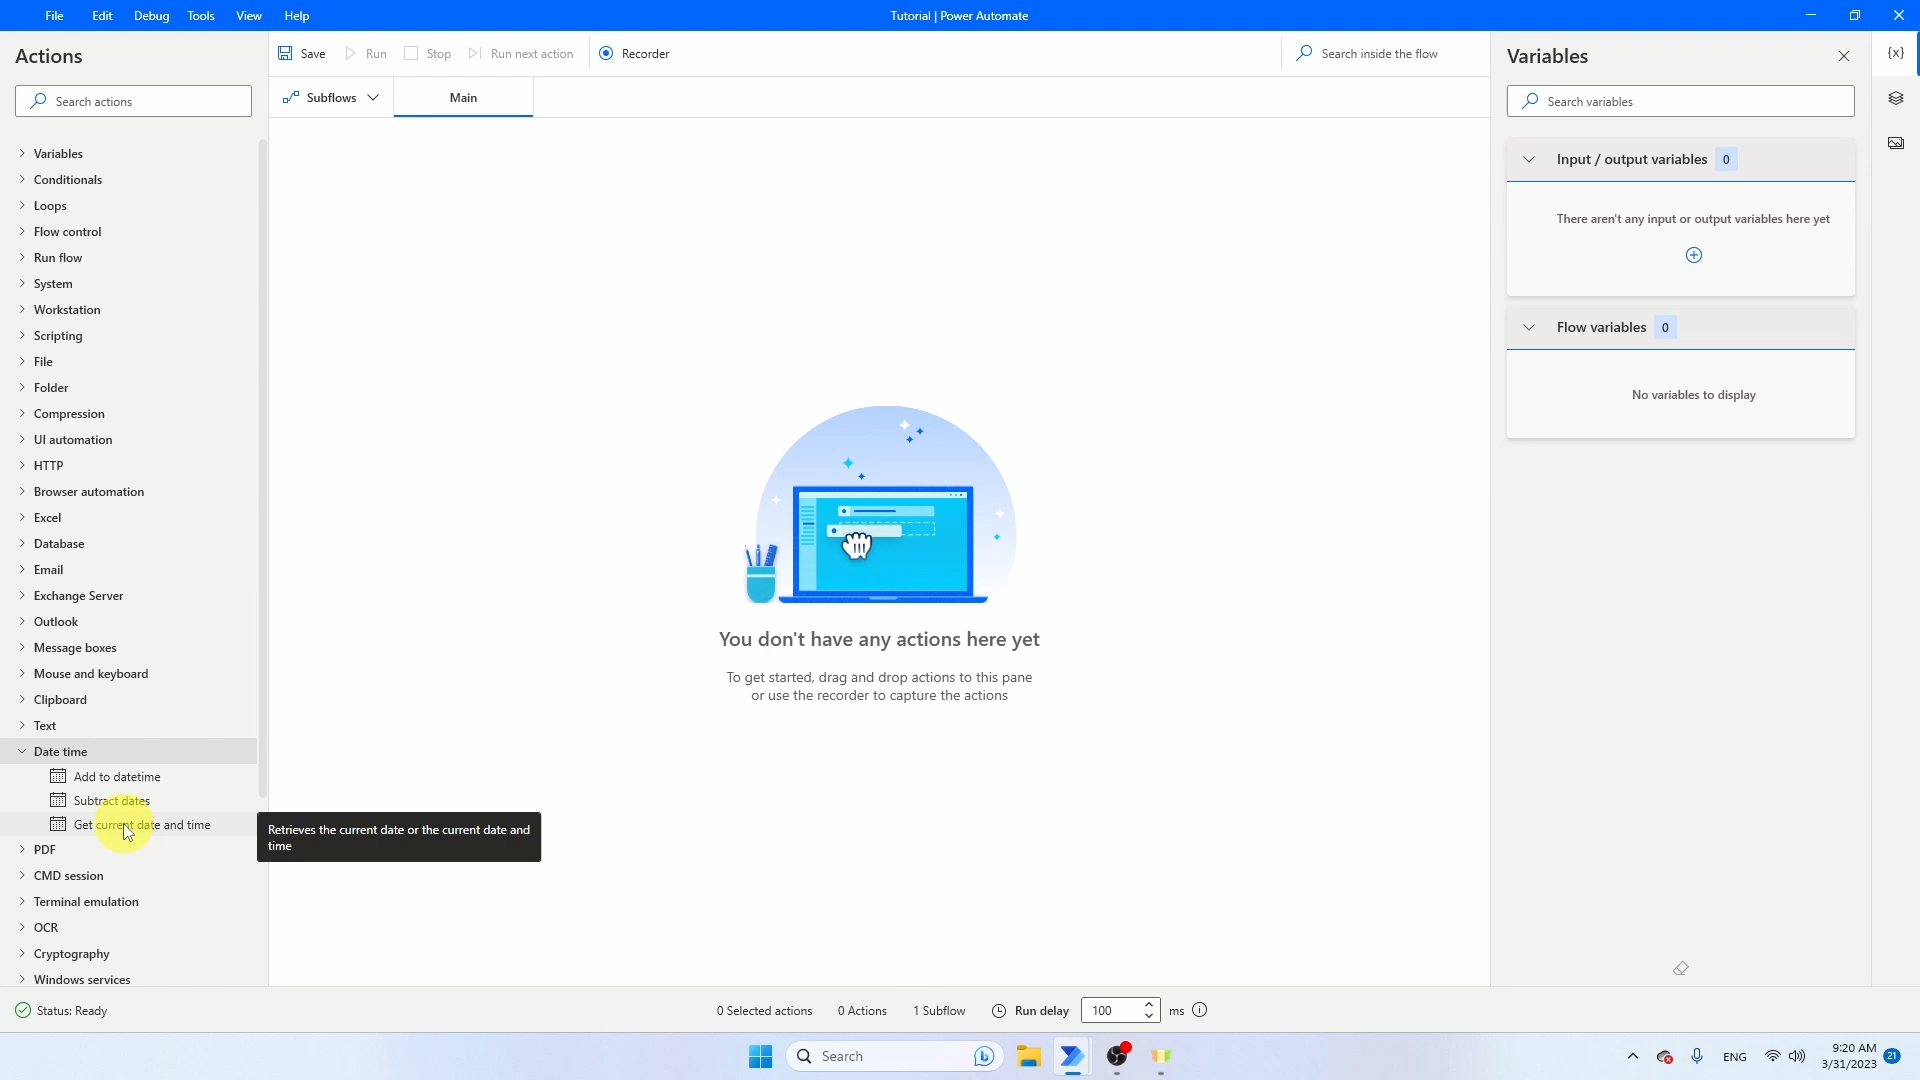 File Edit Debug Tools View Help
Tutorial | Power Automate
Actions
Search actions
Variables
Conditionals
Loops
Flow control
Run flow
System
Workstation
Scripting
File
Folder
Compression
UI automation
HTTP
Browser automation
Excel
Database
Email
Exchange Server
Outlook
Message boxes
Mouse and keyboard
Clipboard
Text
Date time
Add to datetime
Subtract dates
Get current date and time
PDF
CMD session
Terminal emulation
OCR
Cryptography
Windows services
Retrieves the current date or the current date and
time
Save Run Stop Run next action Recorder
Search inside the flow
Subflows Main
You don't have any actions here yet
To get started, drag and drop actions to this pane
or use the recorder to capture the actions
Variables
{x}
Search variables
Input / output variables 0
There aren't any input or output variables here yet
Flow variables 0
No variables to display
Status: Ready
0 Selected actions 0 Actions 1 Subflow Run delay 100 ms
Search
ENG
9:20 AM
3/31/2023
21